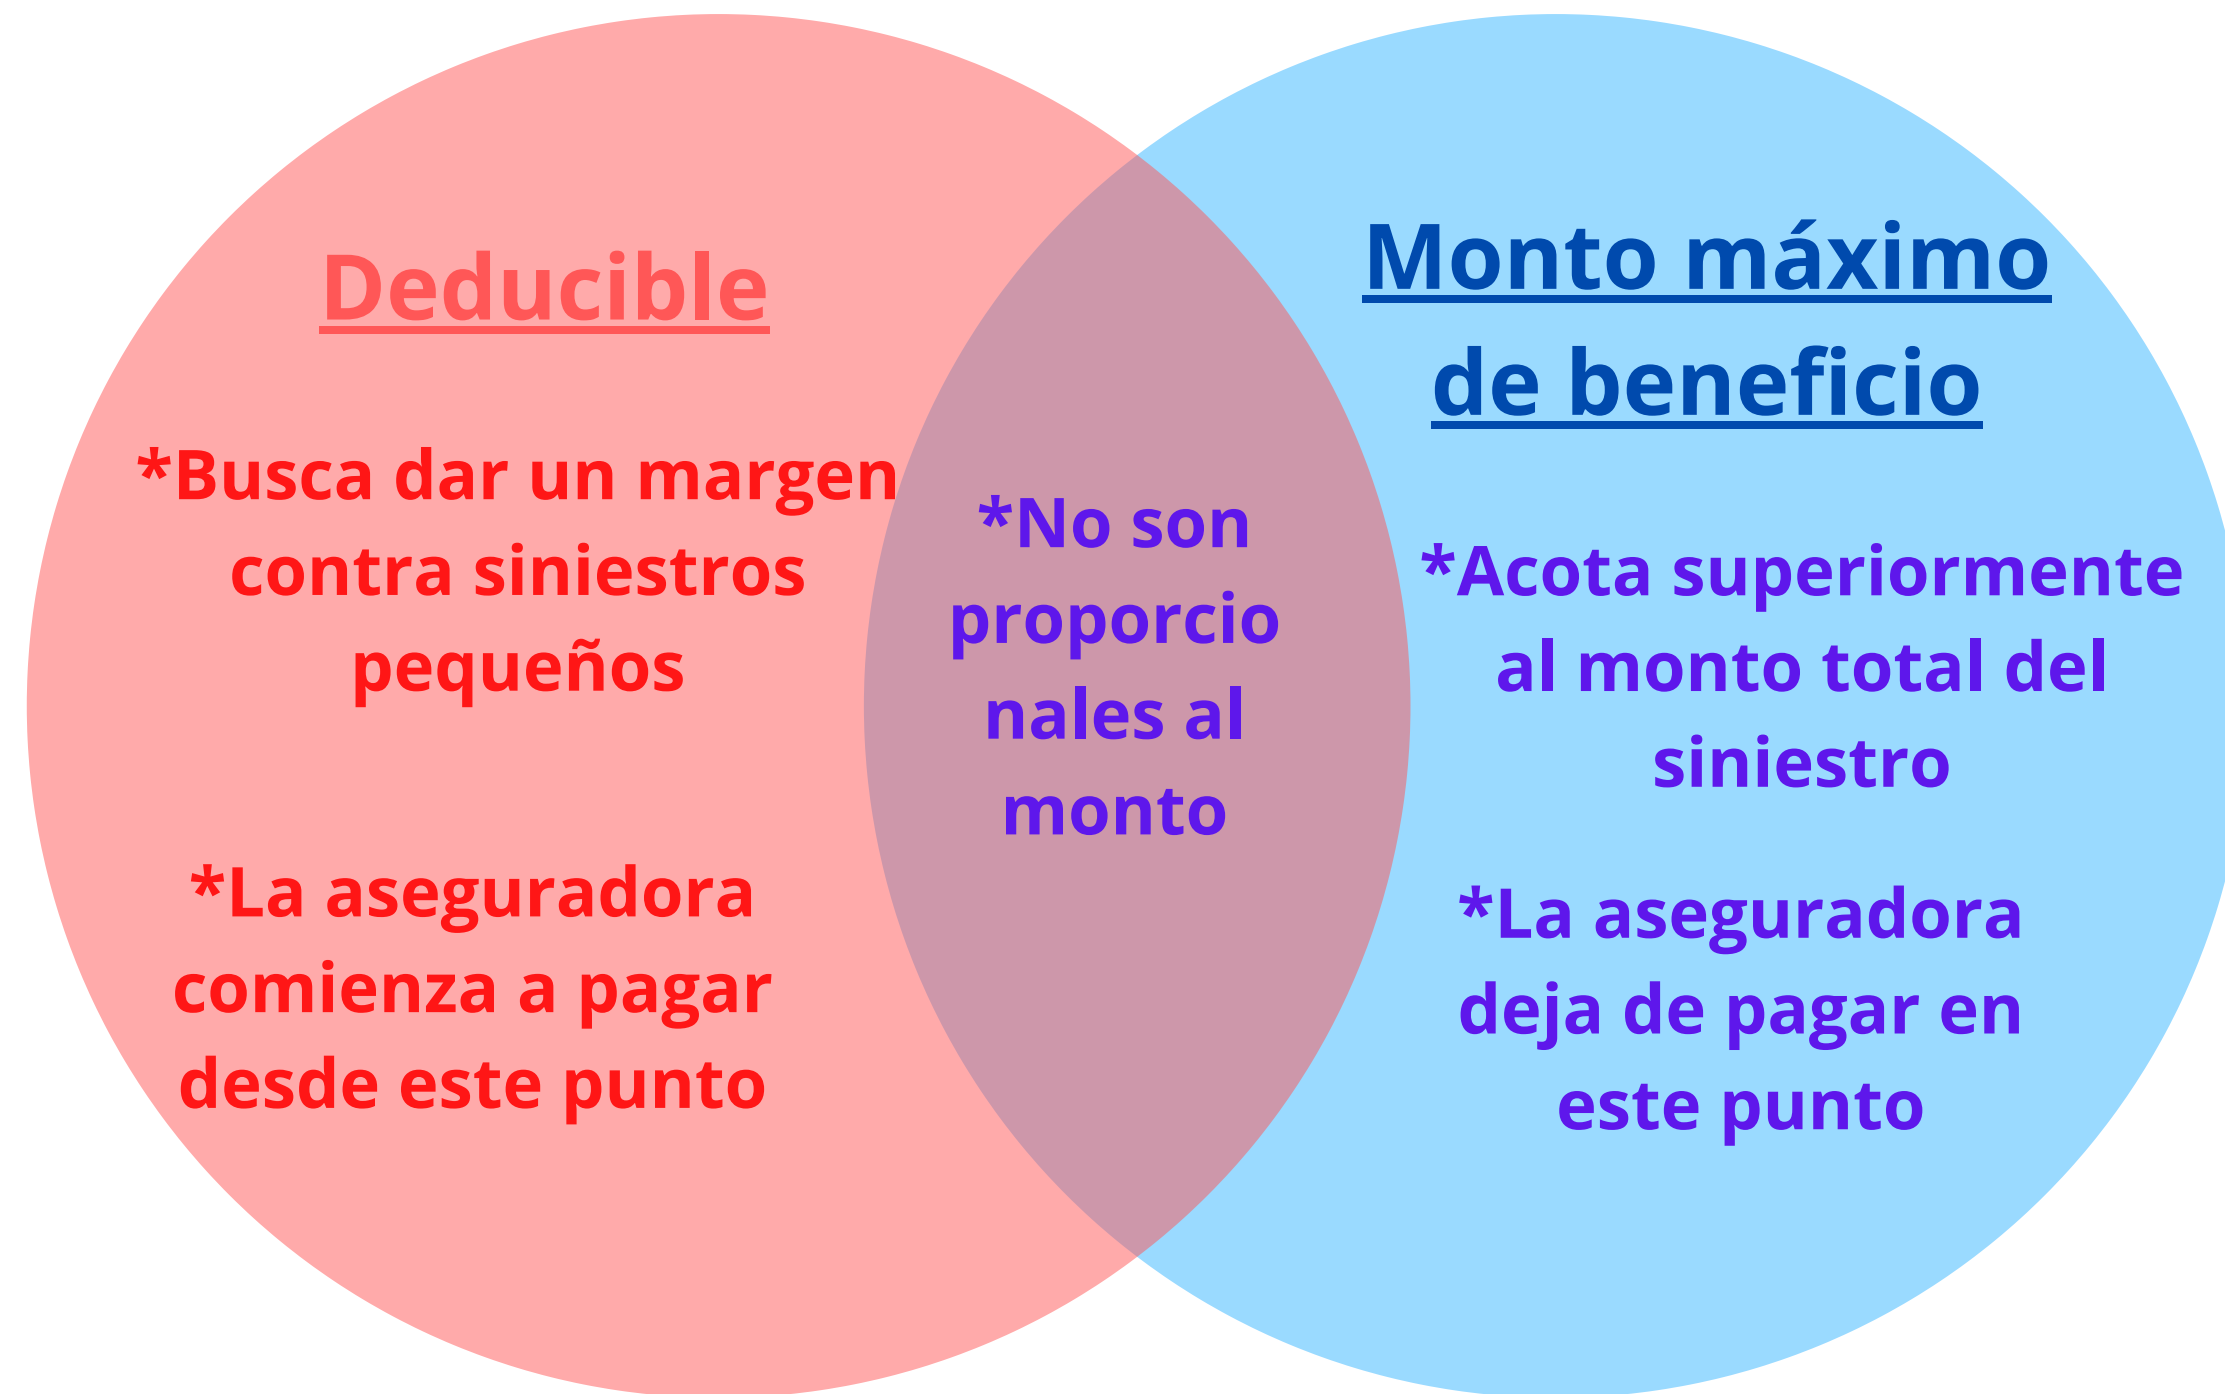 Deducible
*Busca dar un margen
contra siniestros
pequeños
*La aseguradora
comienza a pagar
desde este punto
*No son
proporcio
nales al
monto
Monto máximo
de beneficio
*Acota superiormente
al monto total del
siniestro
*La aseguradora
deja de pagar en
este punto